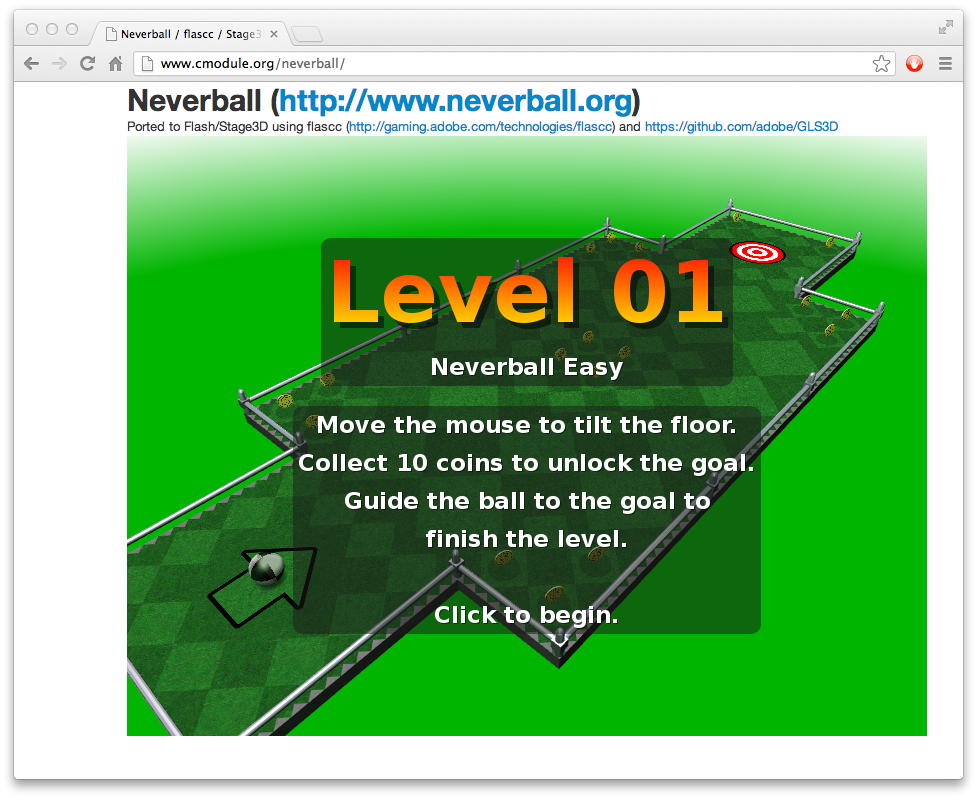 Neverball / flascc / Stage3
www.cmodule.org/neverball/
Neverball (http://www.neverball.org)
Ported to Flash/Stage3D using flascc (http://gaming.adobe.com/technologies/flascc) and https://github.com/adobe/GLS3D
Level 01
Neverball Easy
Move the mouse to tilt the floor.
Collect 10 coins to unlock the goal.
Guide the ball to the goal to
finish the level.
Click to begin.